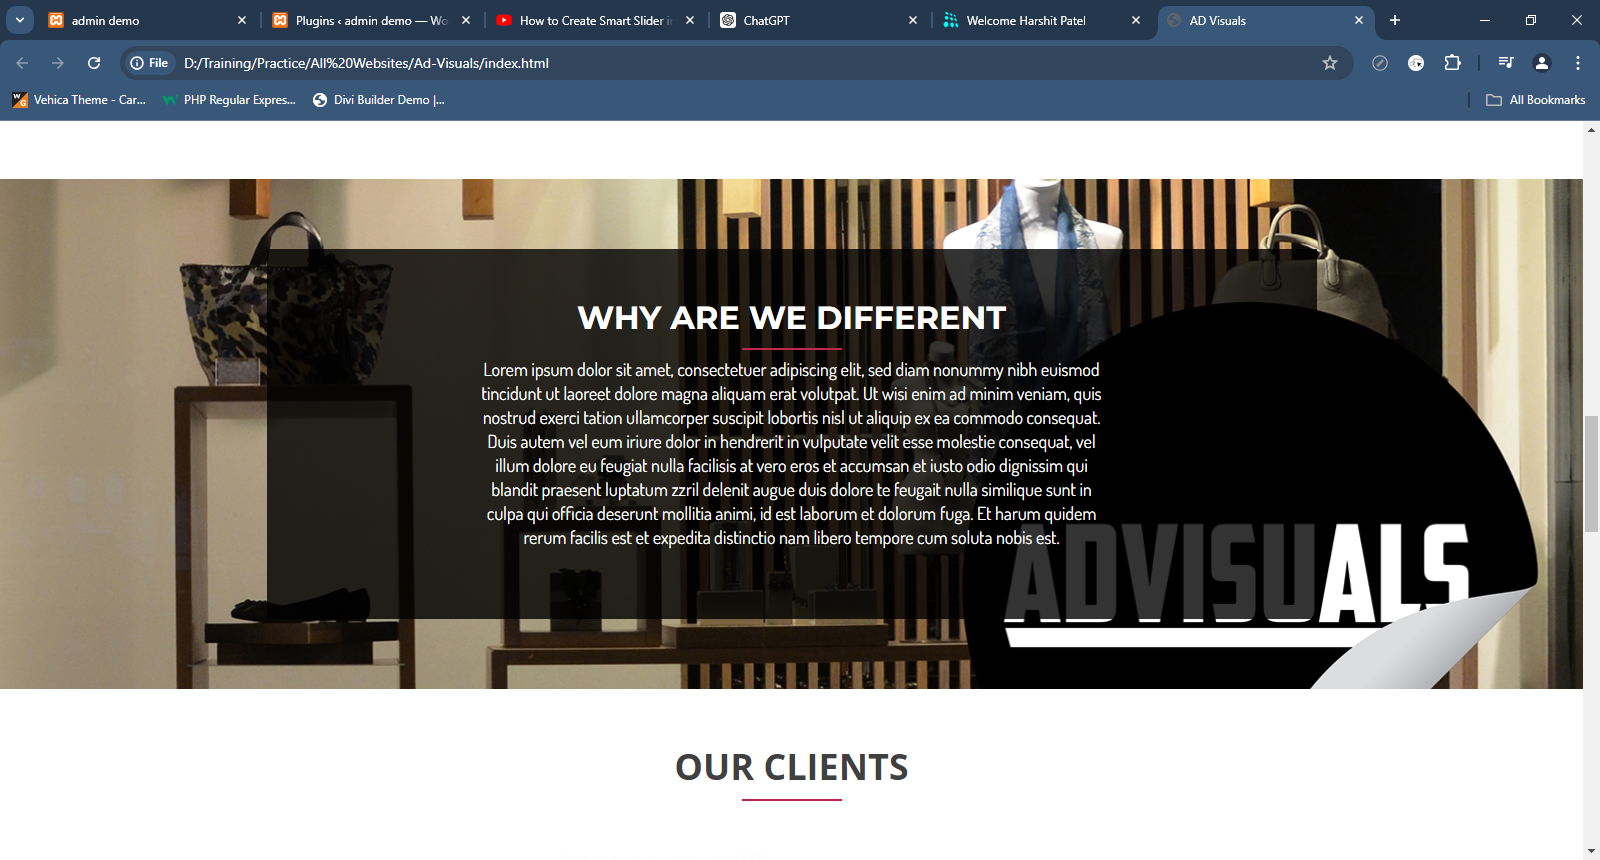 admin demo
Plugins ‹ admin demo — Wo
How to Create Smart Slider in
ChatGPT
Welcome Harshit Patel
AD Visuals
File
D:/Training/Practice/All%20Websites/Ad-Visuals/index.html
Vehica Theme - Car...
PHP Regular Expres...
Divi Builder Demo |...
All Bookmarks
WHY ARE WE DIFFERENT
Lorem ipsum dolor sit amet, consectetuer adipiscing elit, sed diam nonummy nibh euismod
tincidunt ut laoreet dolore magna aliquam erat volutpat. Ut wisi enim ad minim veniam, quis
nostrud exerci tation ullamcorper suscipit lobortis nisl ut aliquip ex ea commodo consequat.
Duis autem vel eum iriure dolor in hendrerit in vulputate velit esse molestie consequat, vel
illum dolore eu feugiat nulla facilisis at vero eros et accumsan et iusto odio dignissim qui
blandit praesent luptatum zzril delenit augue duis dolore te feugait nulla similique sunt in
culpa qui officia deserunt mollitia animi, id est laborum et dolorum fuga. Et harum quidem
rerum facilis est et expedita distinctio nam libero tempore cum soluta nobis est.
ADVISUALS
OUR CLIENTS